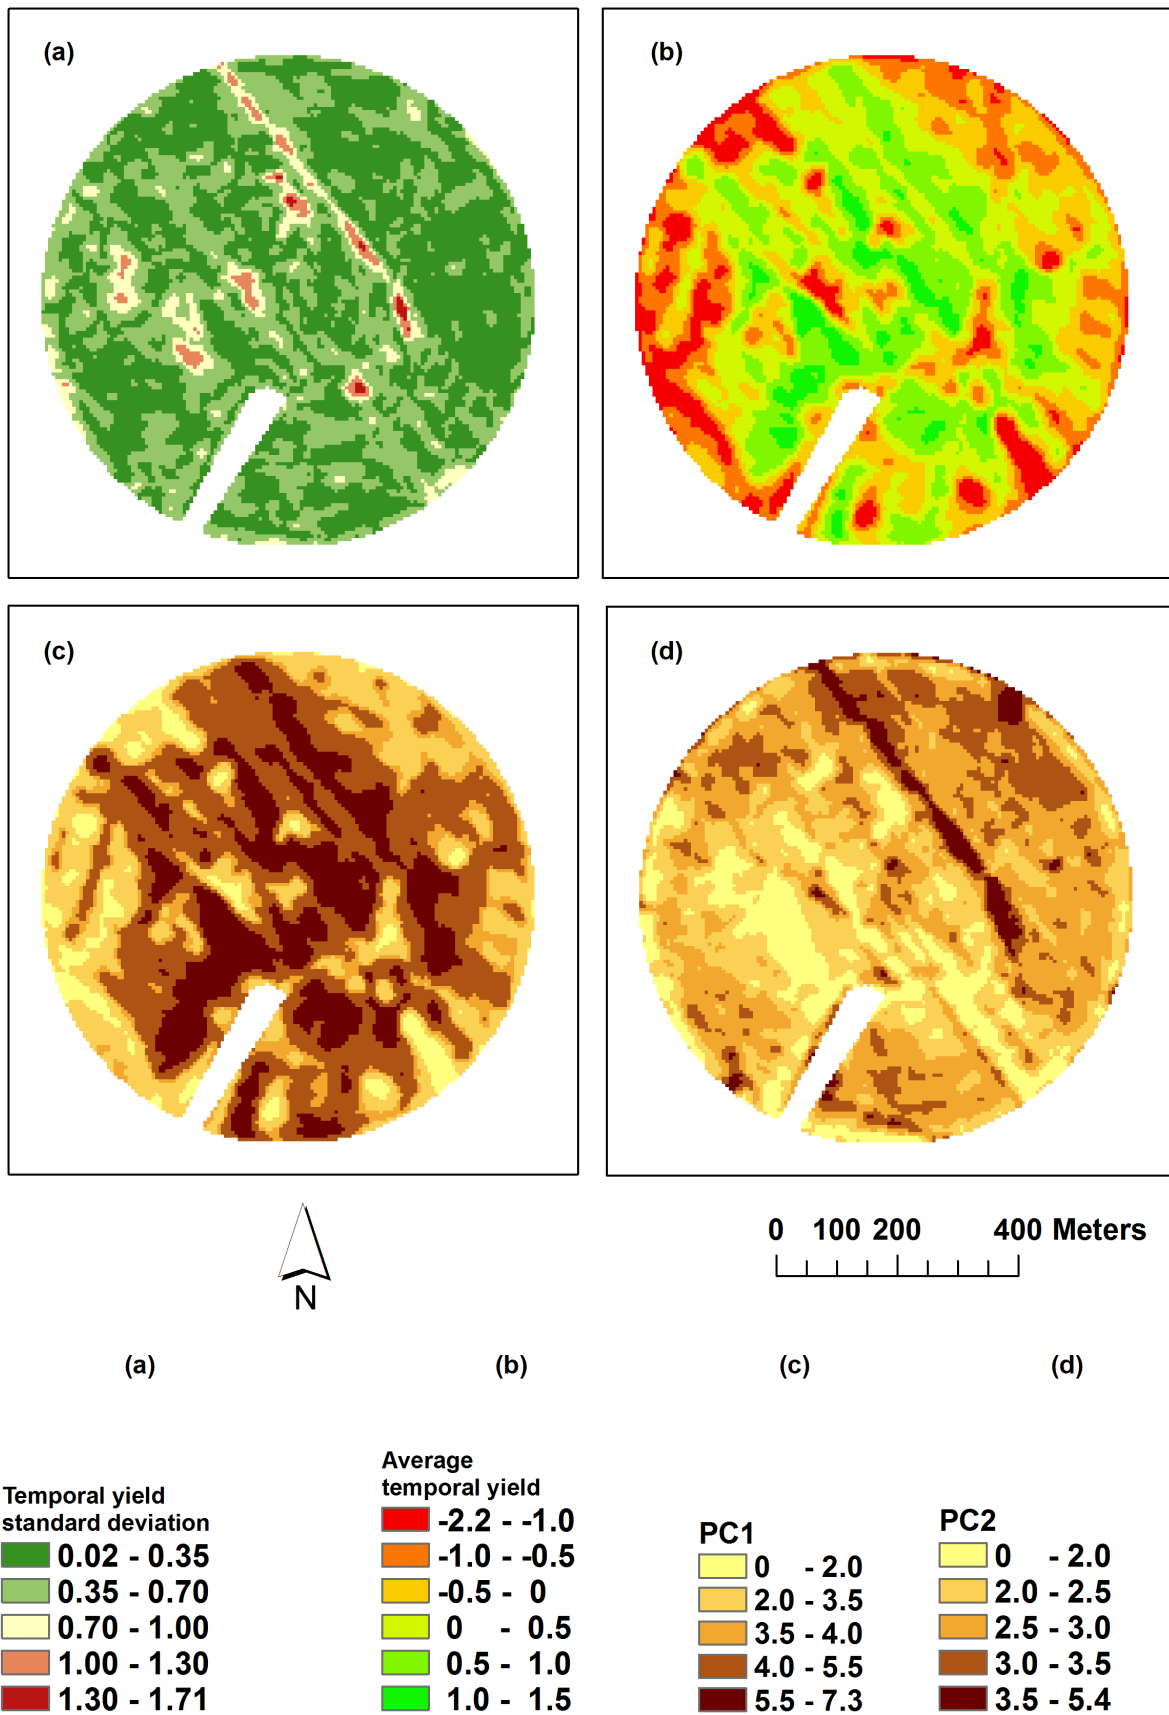 (a)
(b)
(c)
(d)
N
0 100 200 400 Meters
(a) (b) (c) (d)
Temporal yield
standard deviation
0.02 - 0.35
0.35 - 0.70
0.70 - 1.00
1.00 - 1.30
1.30 - 1.71
Average
temporal yield
-2.2 - -1.0
-1.0 - -0.5
-0.5 - 0
0 - 0.5
0.5 - 1.0
1.0 - 1.5
PC1
0 - 2.0
2.0 - 3.5
3.5 - 4.0
4.0 - 5.5
5.5 - 7.3
PC2
0 - 2.0
2.0 - 2.5
2.5 - 3.0
3.0 - 3.5
3.5 - 5.4